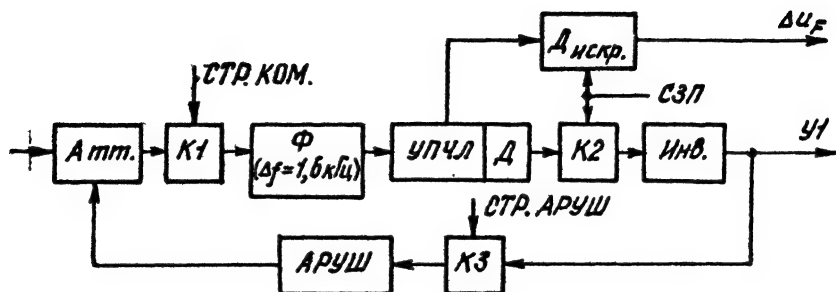 Δu_F
Д искр.
СТР. КОМ.
СЗП
У1
Атт.
К1
Ф
(Δf=1,6кГц)
УПЧЛ
Д
К2
Инв.
СТР. АРУШ
АРУШ
К3